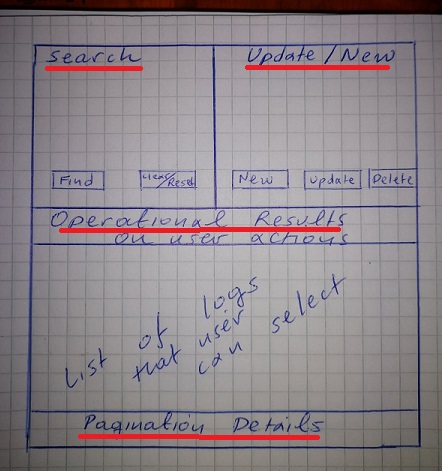 Search
Update/New
Find
Clear/Reset
New
Update
Delete
Operational Results
on user actions
List of logs
that user
can select
Pagination Details